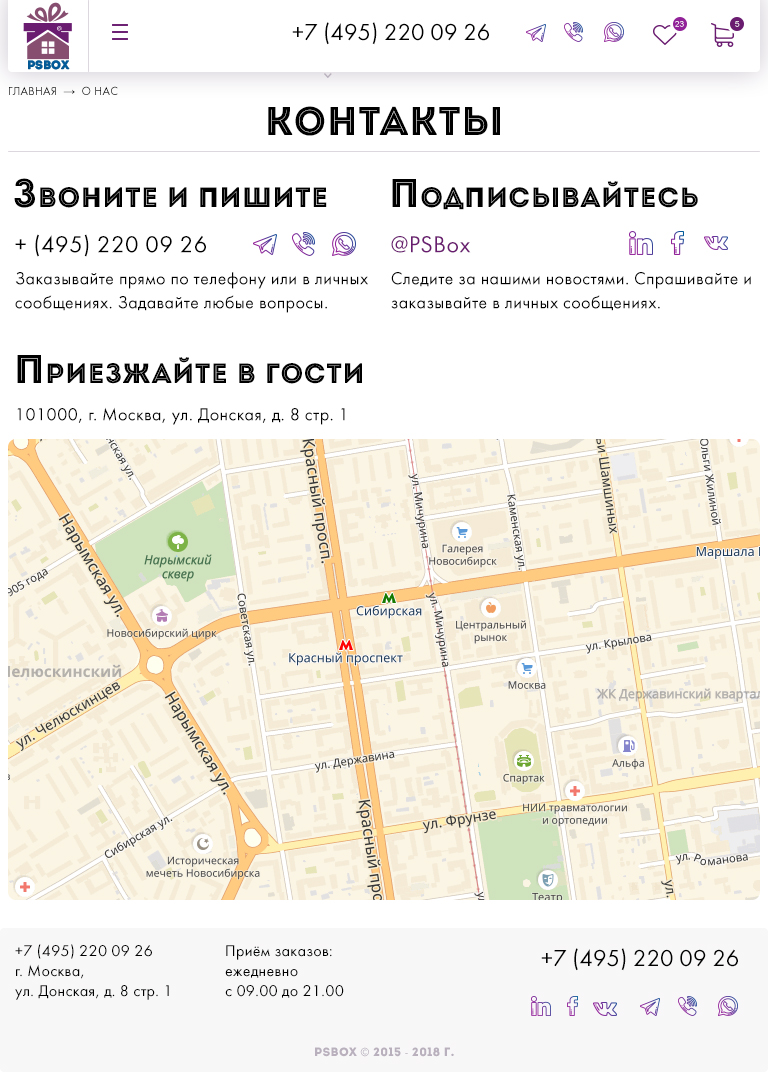 PSBOX
+7 (495) 220 09 26
23
5
ГЛАВНАЯ → О НАС
КОНТАКТЫ
Звоните и пишите
+ (495) 220 09 26
Заказывайте прямо по телефону или в личных
сообщениях. Задавайте любые вопросы.
Подписывайтесь
@PSBox
Следите за нашими новостями. Спрашивайте и
заказывайте в личных сообщениях.
Приезжайте в гости
101000, г. Москва, ул. Донская, д. 8 стр. 1
Красный просп.
ул. Мичурина
Каменская ул.
Шамшиных
Ольги Жилиной
Нарымская ул.
Нарымский
сквер
Галерея
Новосибирск
Маршала
905 года
Сибирская
Советская ул.
ул. Мичурина
Центральный
рынок
Новосибирский цирк
Красный проспект
ул. Крылова
Челюскинский
Москва
ЖК Державинский квартал
ул. Челюскинцев
Нарымская ул.
ул. Державина
Спартак
Альфа
НИИ травматологии
и ортопедии
ул. Фрунзе
Красный прос
Сибирская ул.
Историческая
мечеть Новосибирска
ул. Романова
Театр
ул.
ул.
+7 (495) 220 09 26
г. Москва,
ул. Донская, д. 8 стр. 1
Приём заказов:
ежедневно
с 09.00 до 21.00
+7 (495) 220 09 26
PSBOX © 2015 - 2018 Г.